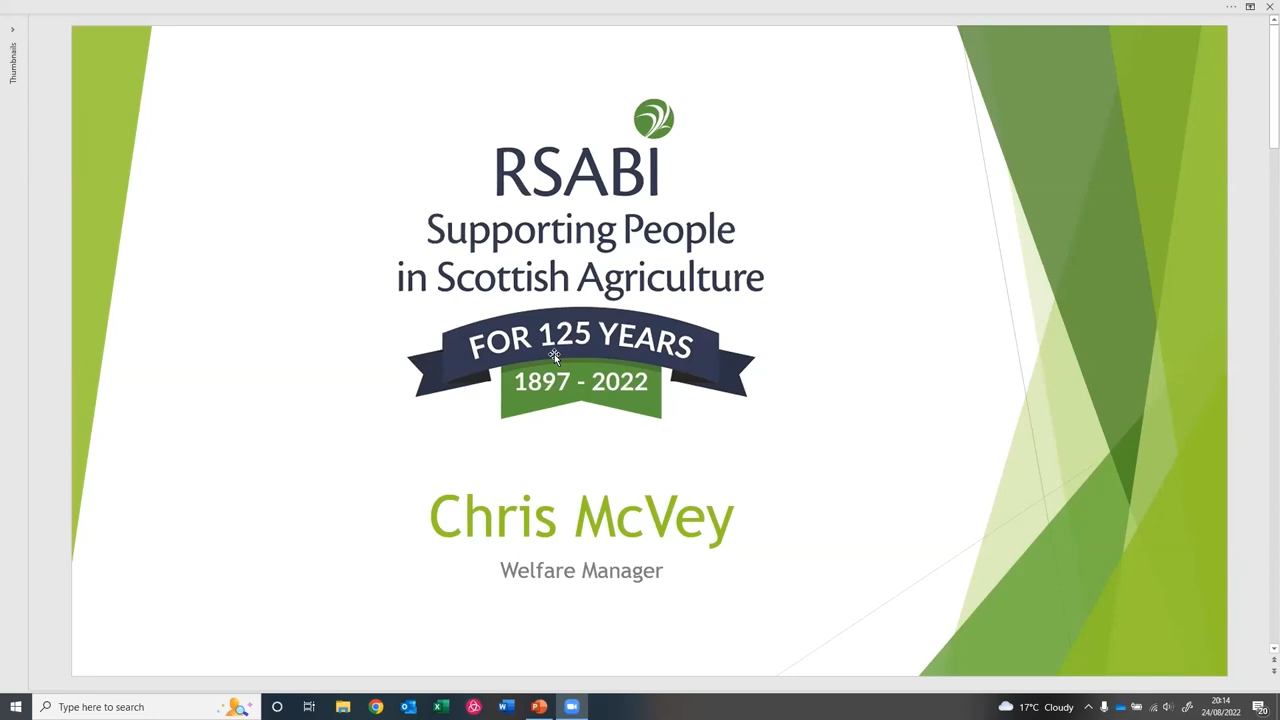 Thumbnails
RSABI
Supporting People
in Scottish Agriculture
FOR 125 YEARS
1897 - 2022
Chris McVey
Welfare Manager
Type here to search
17°C Cloudy
20:14
24/08/2022
20